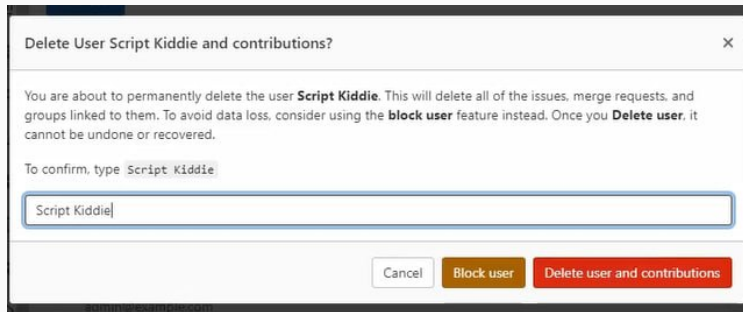 Delete User Script Kiddie and contributions?
You are about to permanently delete the user Script Kiddie. This will delete all of the issues, merge requests, and
groups linked to them. To avoid data loss, consider using the block user feature instead. Once you Delete user, it
cannot be undone or recovered.
To confirm, type Script Kiddie
Script Kiddie
Cancel Block user Delete user and contributions
admin@example.com